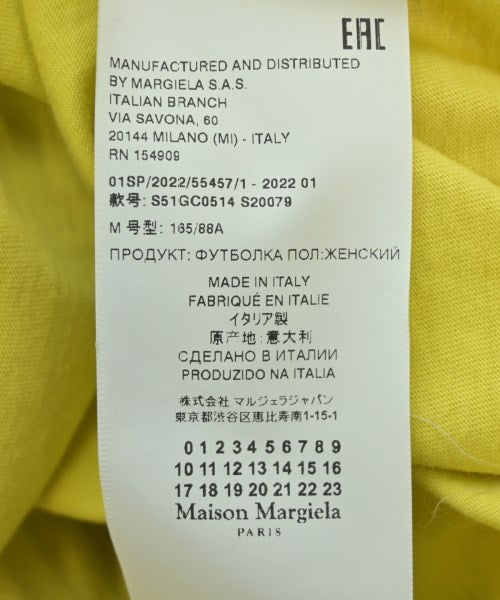 EAC
MANUFACTURED AND DISTRIBUTED
BY MARGIELA S.A.S.
ITALIAN BRANCH
VIA SAVONA, 60
20144 MILANO (MI) - ITALY
RN 154909
01SP/2022/55457/1 - 2022 01
款号: S51GC0514 S20079
M 号型: 165/88A
ПРОДУКТ: ФУТБОЛКА ПОЛ:ЖЕНСКИЙ
MADE IN ITALY
FABRIQUÉ EN ITALIE
イタリア製
原产地: 意大利
СДЕЛАНО В ИТАЛИИ
PRODUZIDO NA ITALIA
株式会社 マルジェラジャパン
東京都渋谷区恵比寿南1-15-1
0 1 2 3 4 5 6 7 8 9
10 11 12 13 14 15 16
17 18 19 20 21 22 23
Maison Margiela
PARIS